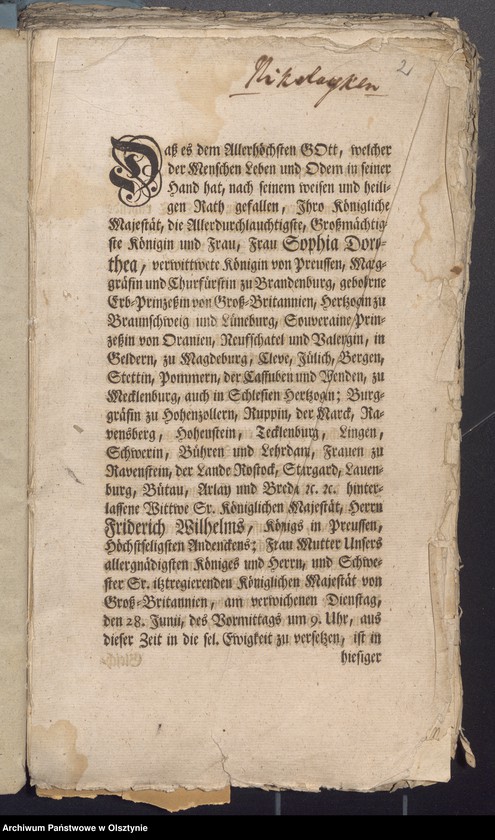 Nikolayken
2
Daß es dem Allerhöchsten GOtt, welcher
der Menschen Leben und Odem in seiner
Hand hat, nach seinem weisen und heili-
gen Rath gefallen, Ihro Königliche
Majestät, die Allerdurchlauchtigste, Großmächtig-
ste Königin und Frau, Frau Sophia Doro-
thea, verwittwete Königin von Preussen, Marg-
gräfin und Churfürstin zu Brandenburg, gebohrne
Erb-Prinzeßin von Groß-Britannien, Hertzogin zu
Braunschweig und Lüneburg, Souveraine Prin-
zeßin von Oranien, Neufschatel und Valengin, in
Geldern, zu Magdeburg, Cleve, Jülich, Bergen,
Stettin, Pommern, der Cassuben und Wenden, zu
Mecklenburg, auch in Schlesien Hertzogin; Burg-
gräfin zu Hohenzollern, Ruppin, der Marck, Ra-
vensberg, Hohenstein, Tecklenburg, Lingen,
Schwerin, Bühren und Lehrdam, Frauen zu
Ravenstein, der Lande Rostock, Stargard, Lauen-
burg, Bütau, Arlay und Breda ꝛc. ꝛc. hinter-
lassene Wittwe Sr. Königlichen Majestät, Herrn
Friderich Wilhelms, Königs in Preussen,
Höchstseligsten Andenckens; Frau Mutter Unsers
allergnädigsten Königes und Herrn, und Schwe-
ster Sr. itztregierenden Königlichen Majestät von
Groß-Britannien, am verwichenen Dienstag,
den 28. Junii, des Vormittags um 9. Uhr, aus
dieser Zeit in die sel. Ewigkeit zu versetzen, ist in
hiesiger
Archiwum Państwowe w Olsztynie